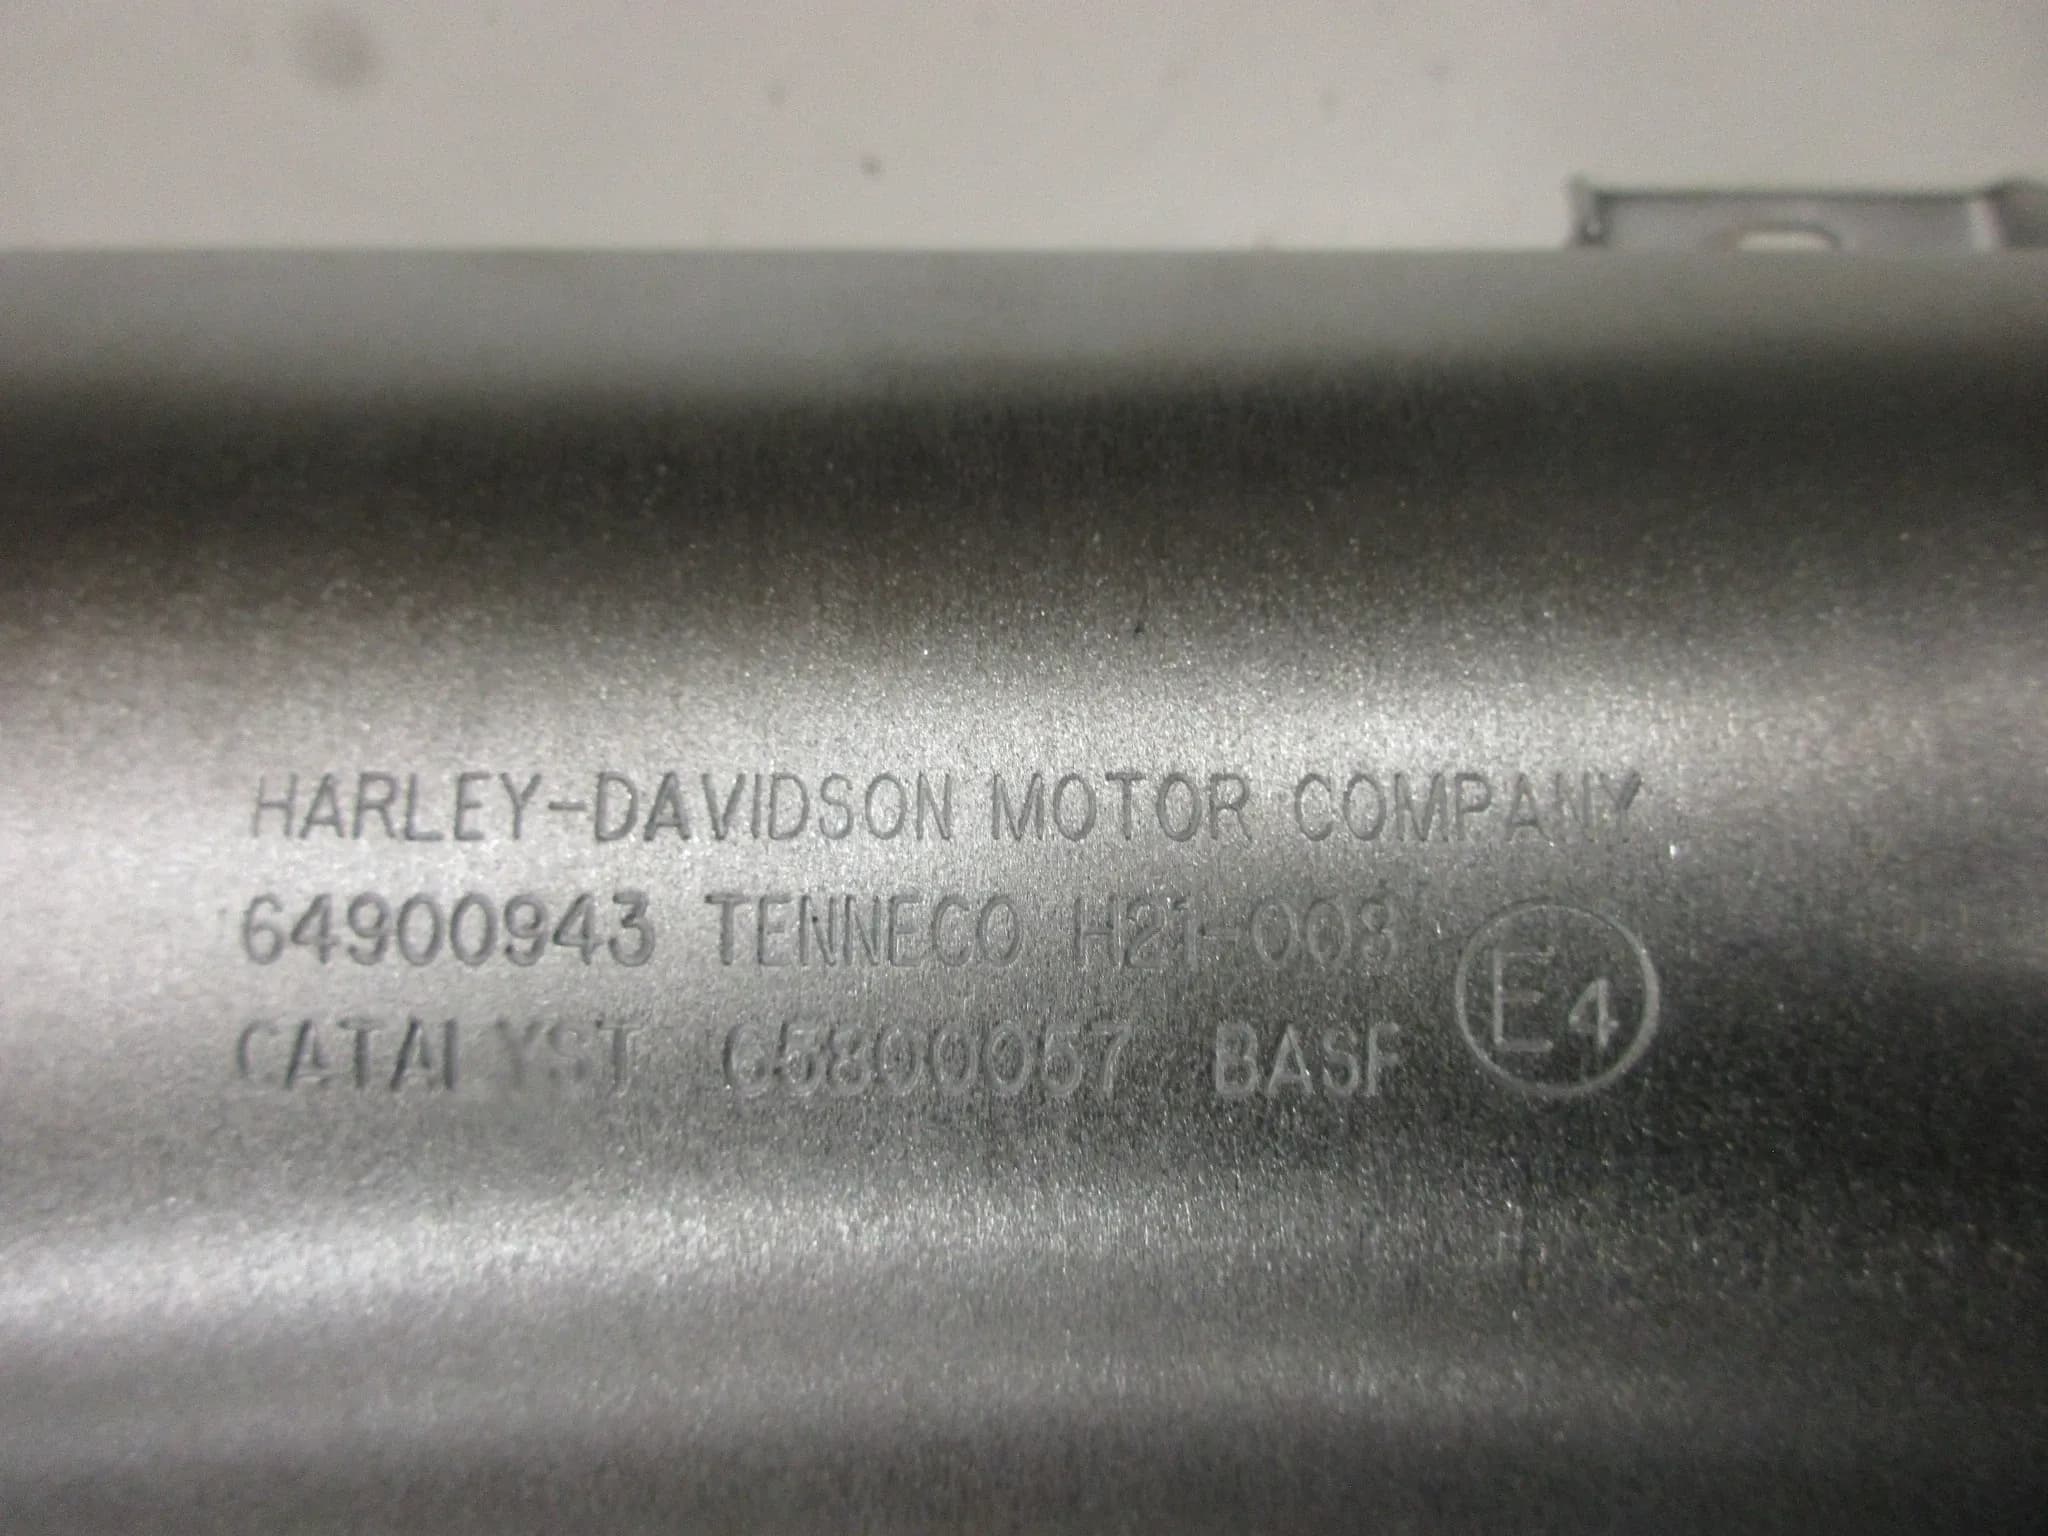 HARLEY-DAVIDSON MOTOR COMPANY
64900943 TENNECO H21-008
CATALYST 65800057 BASF E4